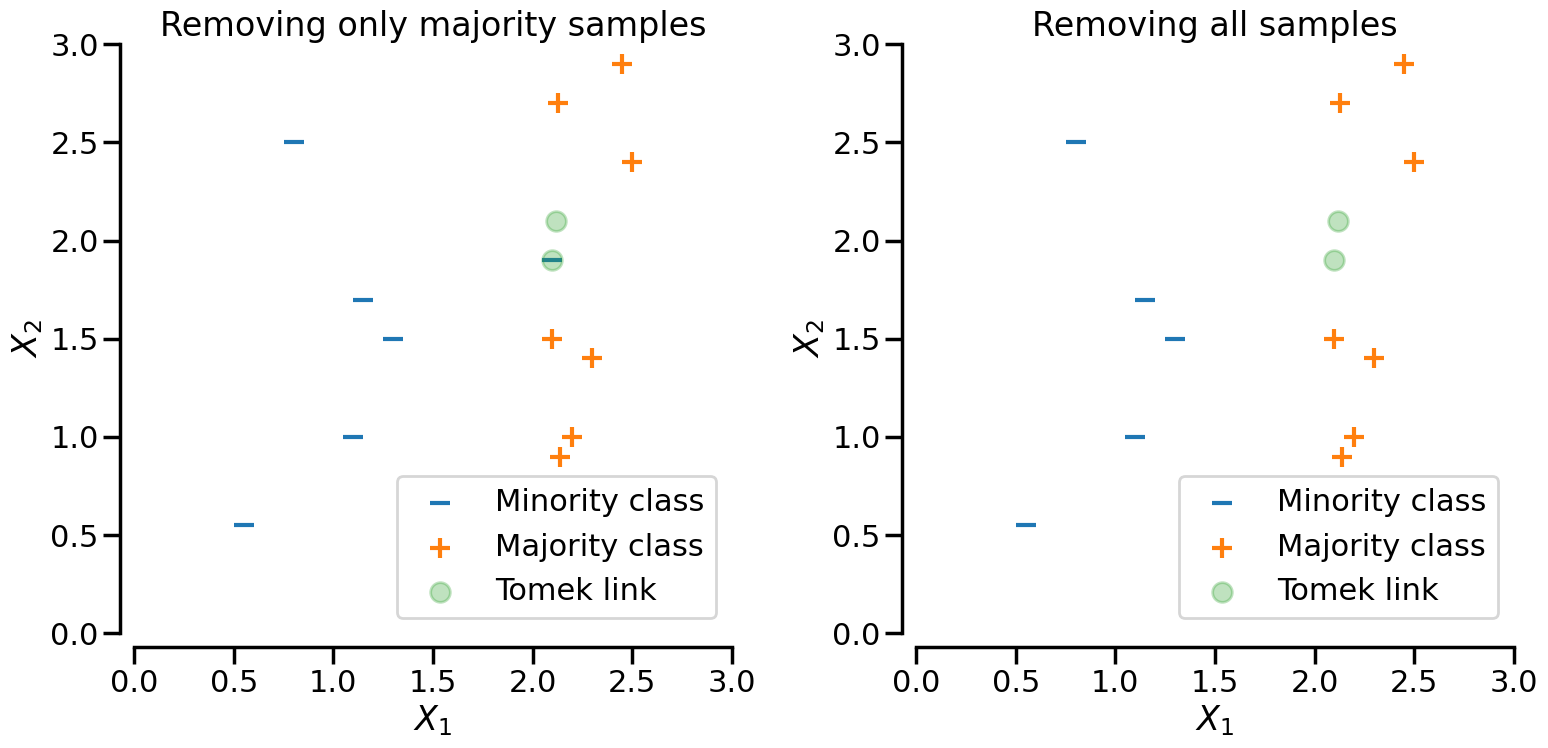 Removing only majority samples
3.0
2.5
2.0
1.5
1.0
0.5
0.0
X₂
Minority class
Majority class
Tomek link
0.0 0.5 1.0 1.5 2.0 2.5 3.0
X₁
Removing all samples
3.0
2.5
2.0
1.5
1.0
0.5
0.0
X₂
Minority class
Majority class
Tomek link
0.0 0.5 1.0 1.5 2.0 2.5 3.0
X₁